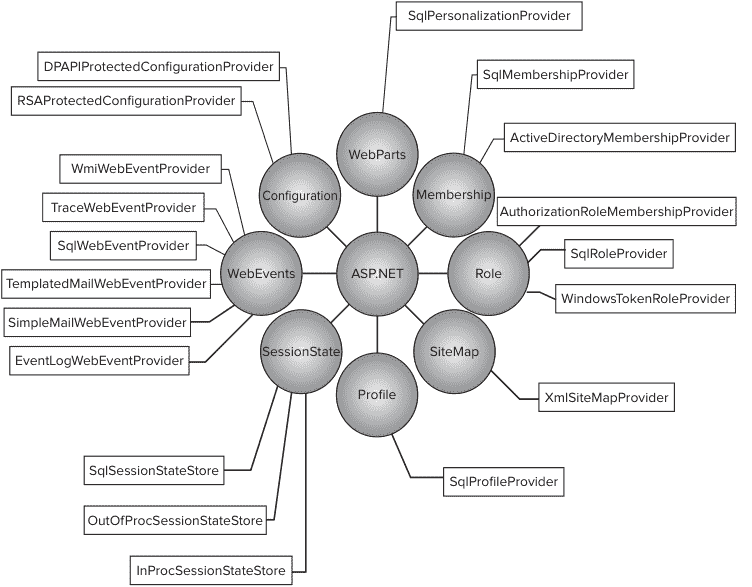 SqlPersonalizationProvider
DPAPIProtectedConfigurationProvider
SqlMembershipProvider
RSAProtectedConfigurationProvider
ActiveDirectoryMembershipProvider
WebParts
WmiWebEventProvider
Configuration
Membership
TraceWebEventProvider
AuthorizationRoleMembershipProvider
SqlWebEventProvider
SqlRoleProvider
WebEvents
ASP.NET
Role
TemplatedMailWebEventProvider
WindowsTokenRoleProvider
SimpleMailWebEventProvider
EventLogWebEventProvider
SessionState
SiteMap
Profile
XmlSiteMapProvider
SqlSessionStateStore
SqlProfileProvider
OutOfProcSessionStateStore
InProcSessionStateStore